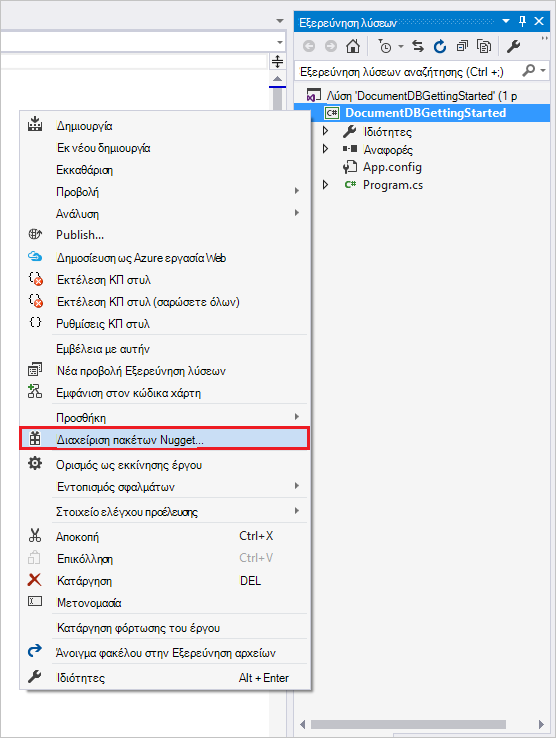 Εξερεύνηση λύσεων
Εξερεύνηση λύσεων αναζήτησης (Ctrl +;)
Λύση 'DocumentDBGettingStarted' (1 p
C# DocumentDBGettingStarted
Ιδιότητες
Αναφορές
App.config
C# Program.cs
Δημιουργία
Εκ νέου δημιουργία
Εκκαθάριση
Προβολή
Ανάλυση
Publish...
Δημοσίευση ως Azure εργασία Web
Εκτέλεση ΚΠ στυλ
Εκτέλεση ΚΠ στυλ (σαρώσετε όλων)
Ρυθμίσεις ΚΠ στυλ
Εμβέλεια με αυτήν
Νέα προβολή Εξερεύνηση λύσεων
Εμφάνιση στον κώδικα χάρτη
Προσθήκη
Διαχείριση πακέτων Nugget...
Ορισμός ως εκκίνησης έργου
Εντοπισμός σφαλμάτων
Στοιχείο ελέγχου προέλευσης
Αποκοπή Ctrl+X
Επικόλληση Ctrl+V
Κατάργηση DEL
Μετονομασία
Κατάργηση φόρτωσης του έργου
Άνοιγμα φακέλου στην Εξερεύνηση αρχείων
Ιδιότητες Alt + Enter